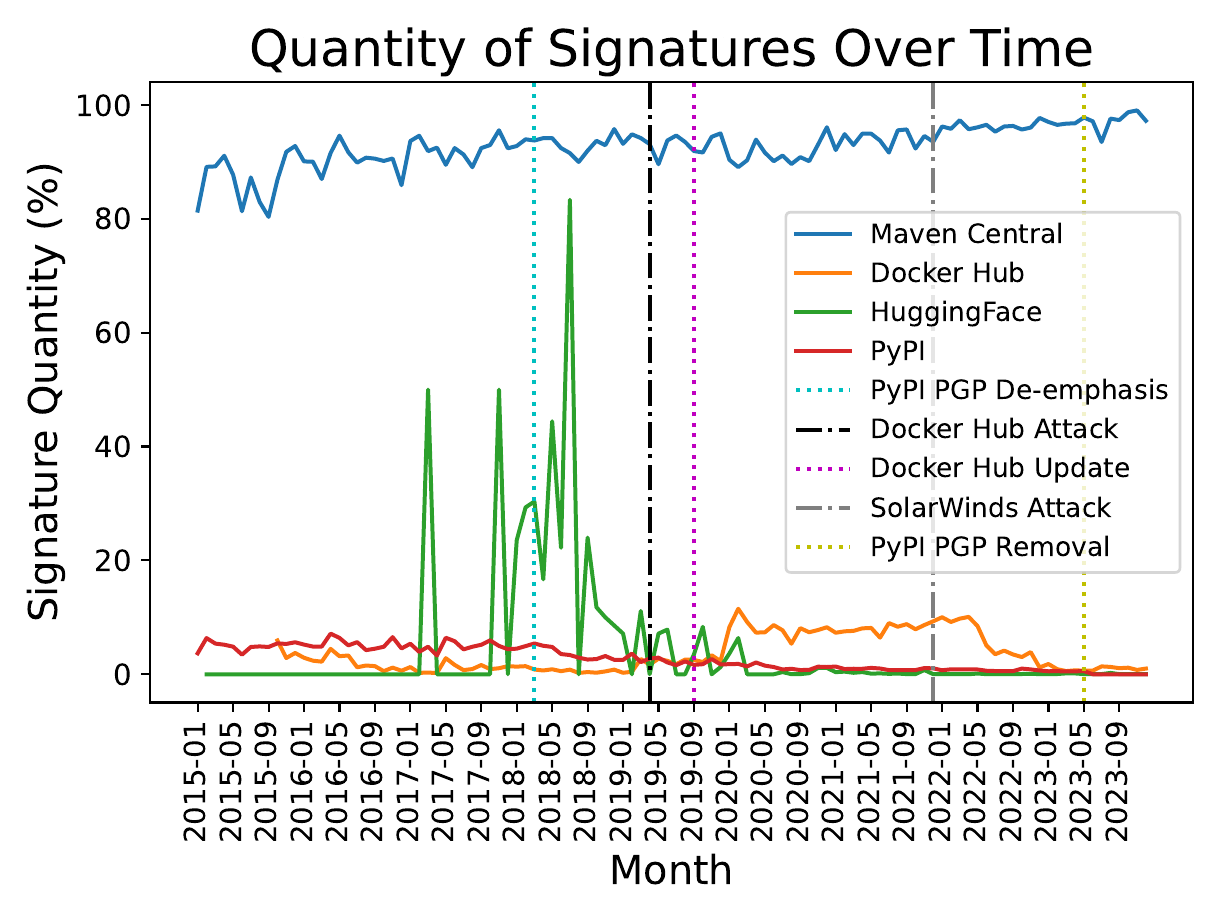 Quantity of Signatures Over Time
Signature Quantity (%)
100
80
60
40
20
0
Maven Central
Docker Hub
HuggingFace
PyPI
PyPI PGP De-emphasis
Docker Hub Attack
Docker Hub Update
SolarWinds Attack
PyPI PGP Removal
2015-01
2015-05
2015-09
2016-01
2016-05
2016-09
2017-01
2017-05
2017-09
2018-01
2018-05
2018-09
2019-01
2019-05
2019-09
2020-01
2020-05
2020-09
2021-01
2021-05
2021-09
2022-01
2022-05
2022-09
2023-01
2023-05
2023-09
Month